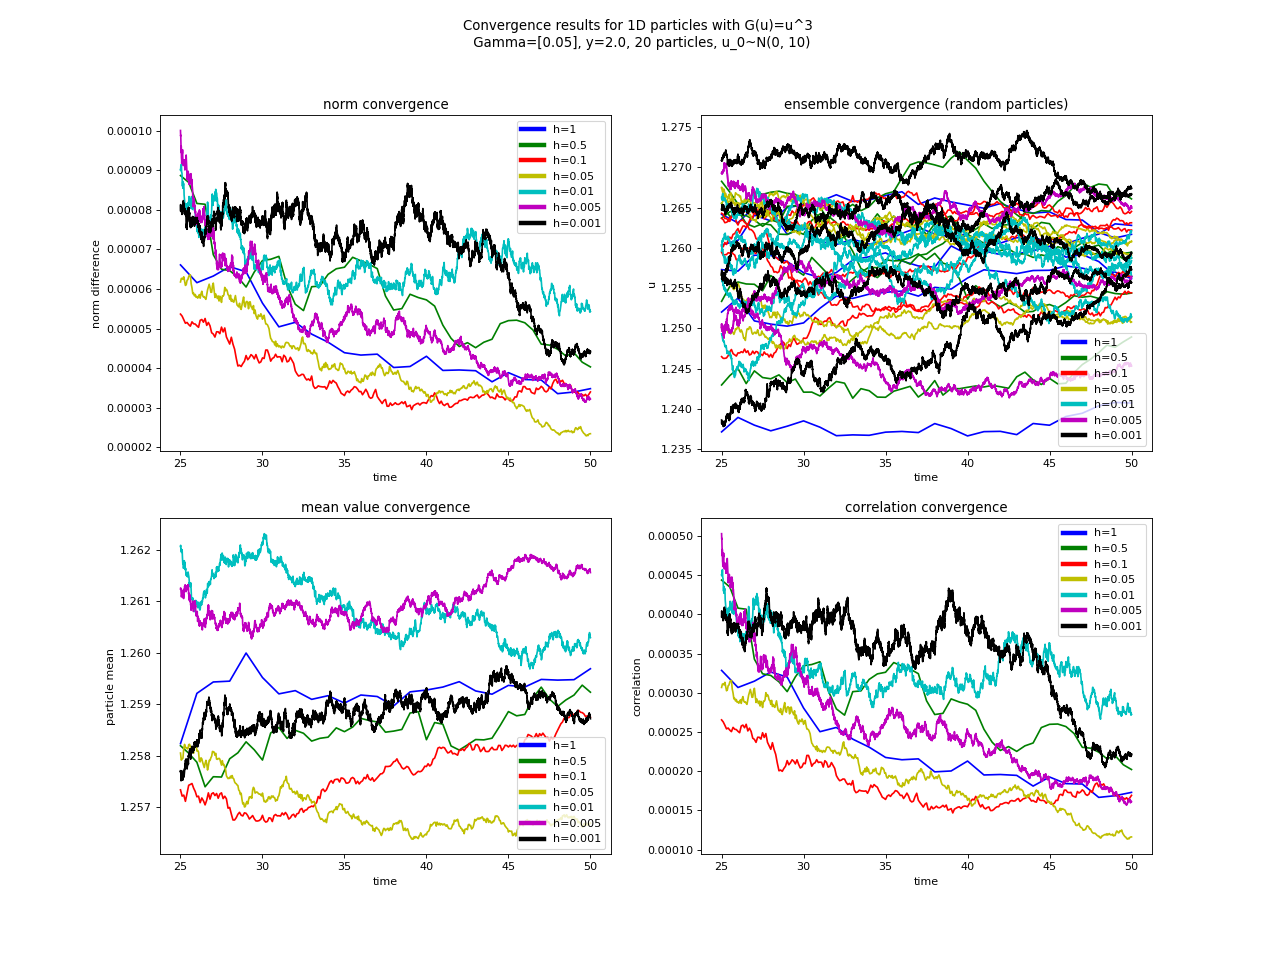 Convergence results for 1D particles with G(u)=u^3
Gamma=[0.05], y=2.0, 20 particles, u_0~N(0, 10)
norm convergence
norm difference
0.00010
0.00009
0.00008
0.00007
0.00006
0.00005
0.00004
0.00003
0.00002
h=1
h=0.5
h=0.1
h=0.05
h=0.01
h=0.005
h=0.001
25 30 35 40 45 50
time
ensemble convergence (random particles)
u
1.275
1.270
1.265
1.260
1.255
1.250
1.245
1.240
1.235
h=1
h=0.5
h=0.1
h=0.05
h=0.01
h=0.005
h=0.001
25 30 35 40 45 50
time
mean value convergence
particle mean
1.262
1.261
1.260
1.259
1.258
1.257
h=1
h=0.5
h=0.1
h=0.05
h=0.01
h=0.005
h=0.001
25 30 35 40 45 50
time
correlation convergence
correlation
0.00050
0.00045
0.00040
0.00035
0.00030
0.00025
0.00020
0.00015
0.00010
h=1
h=0.5
h=0.1
h=0.05
h=0.01
h=0.005
h=0.001
25 30 35 40 45 50
time